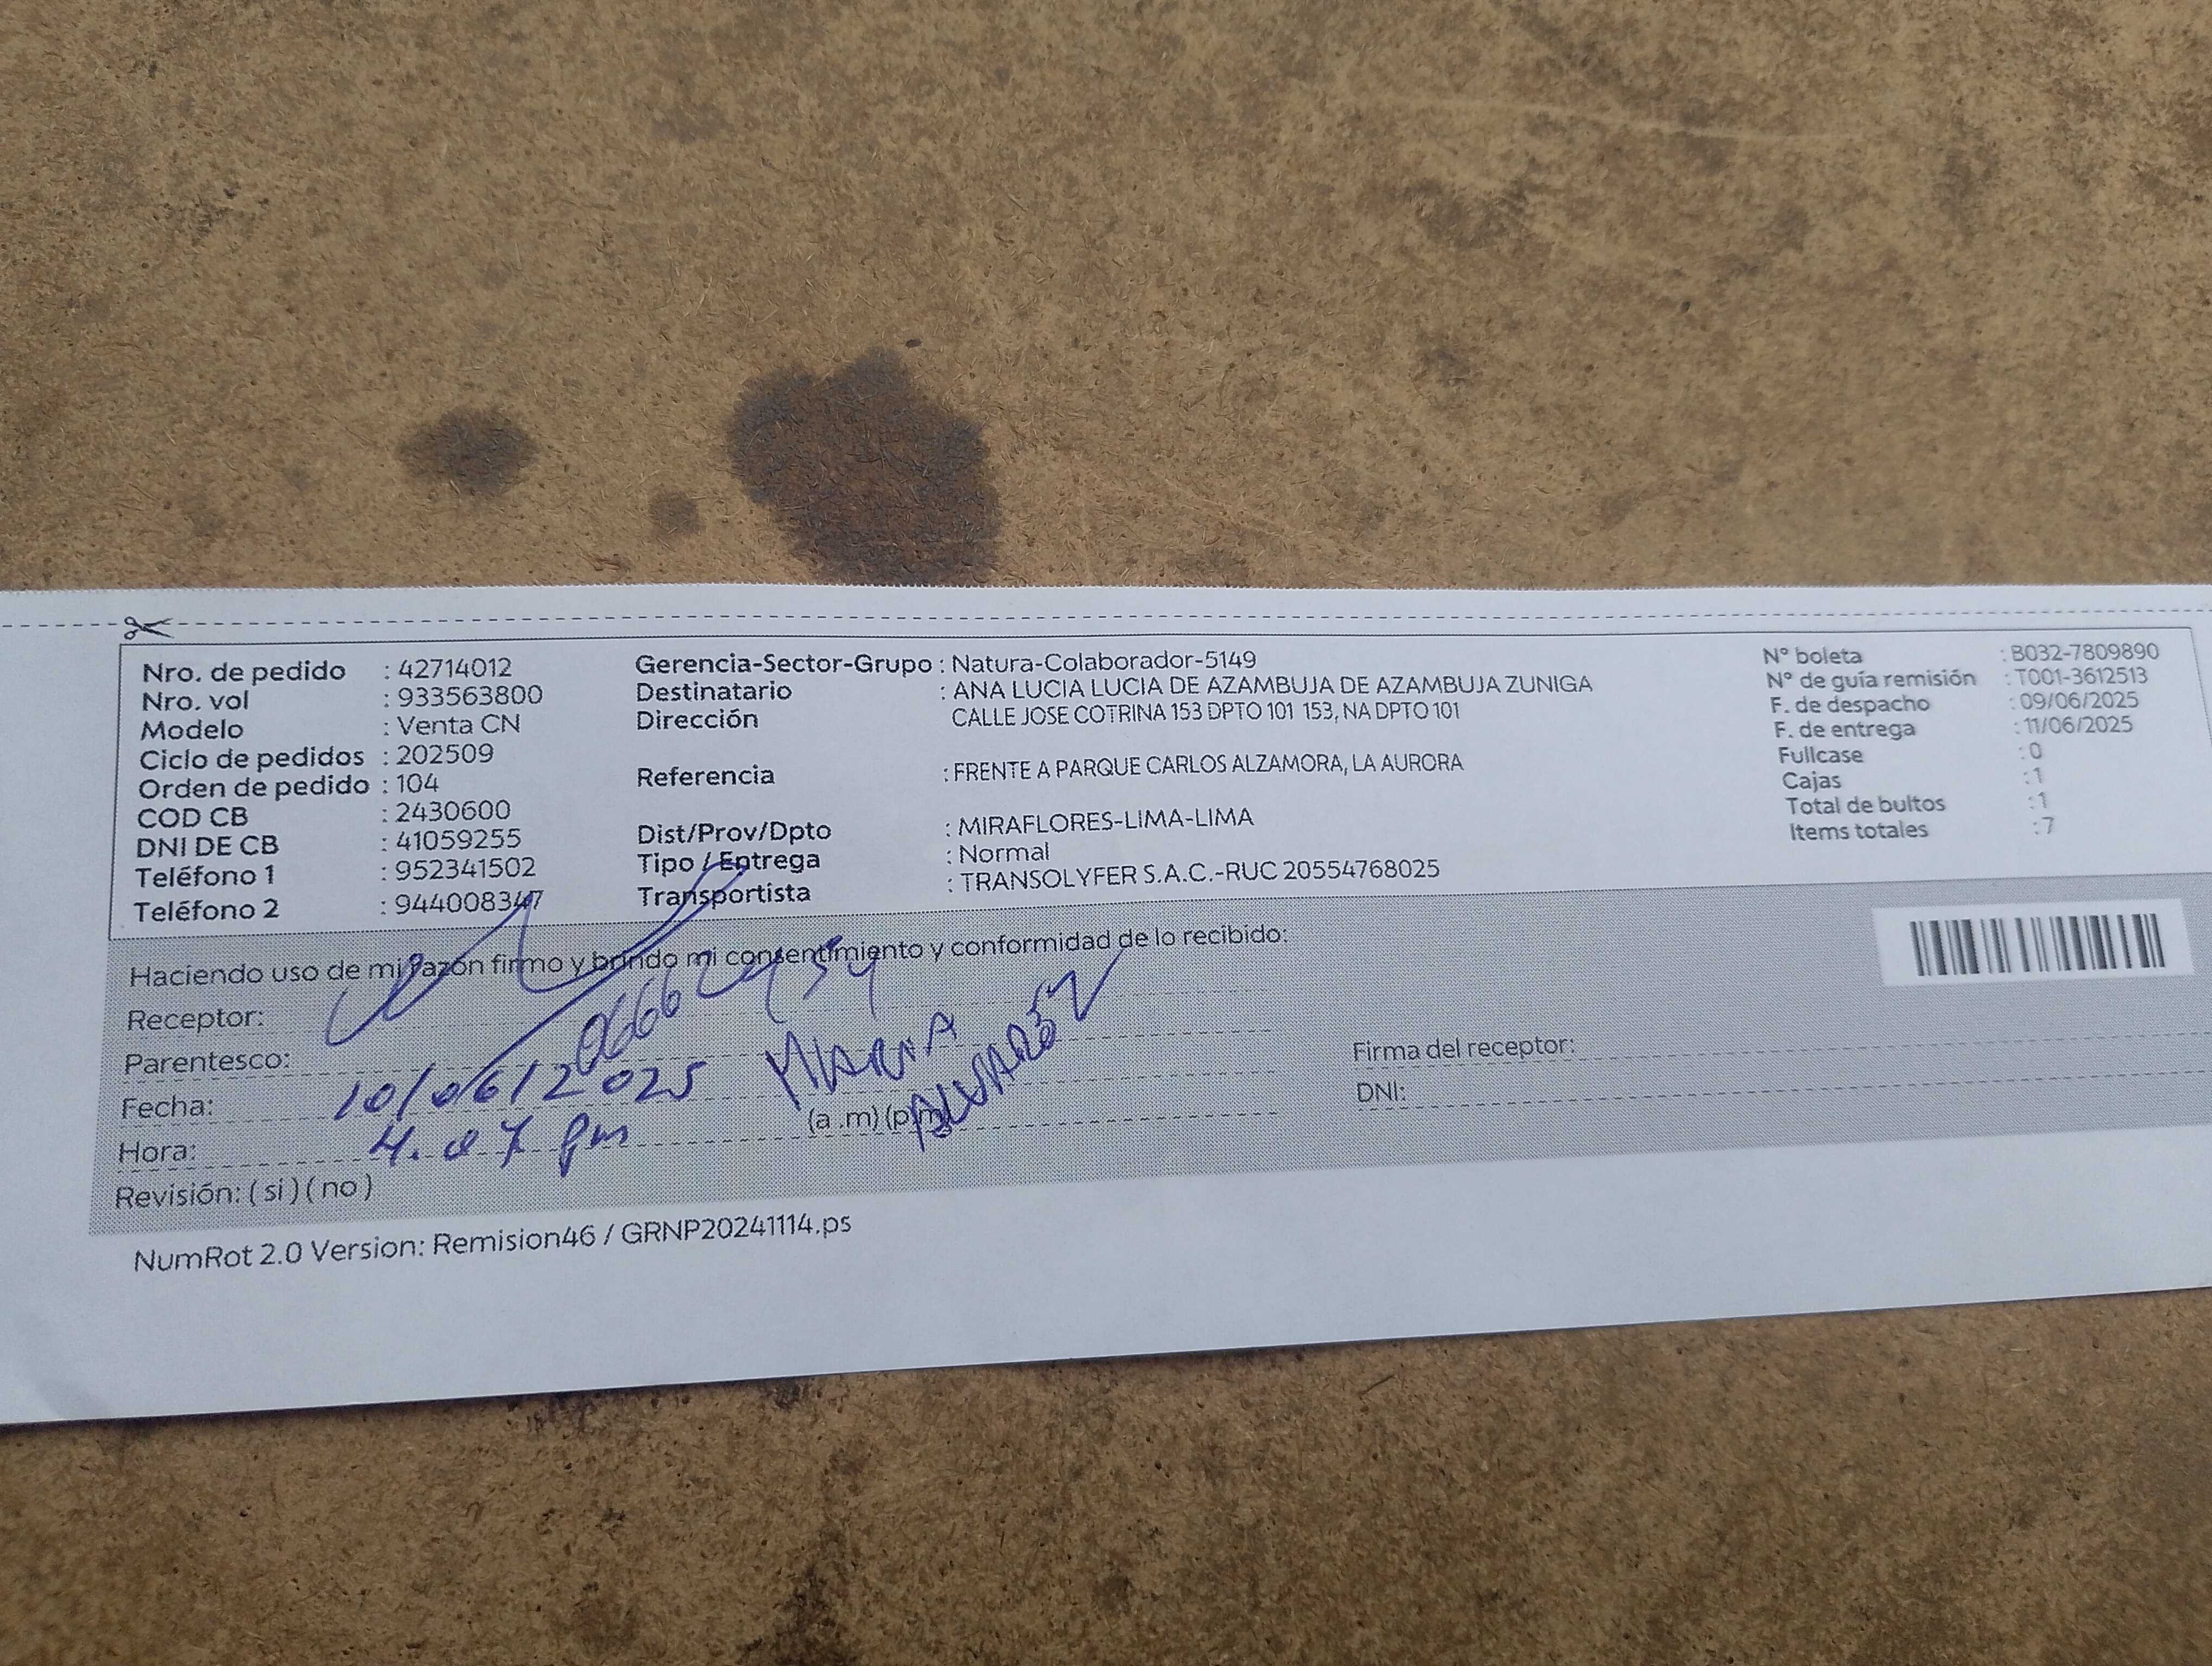 Nro. de pedido : 42714012
Nro. vol : 933563800
Modelo : Venta CN
Ciclo de pedidos : 202509
Orden de pedido : 104
COD CB : 2430600
DNI DE CB : 41059255
Teléfono 1 : 952341502
Teléfono 2 : 944008347
Gerencia-Sector-Grupo : Natura-Colaborador-5149
Destinatario : ANA LUCIA LUCIA DE AZAMBUJA DE AZAMBUJA ZUNIGA
Dirección CALLE JOSE COTRINA 153 DPTO 101 153, NA DPTO 101
Referencia : FRENTE A PARQUE CARLOS ALZAMORA, LA AURORA
Dist/Prov/Dpto : MIRAFLORES-LIMA-LIMA
Tipo / Entrega : Normal
Transportista : TRANSOLYFER S.A.C.-RUC 20554768025
N° boleta : B032-7809890
N° de guía remisión : T001-3612513
F. de despacho : 09/06/2025
F. de entrega : 11/06/2025
Fullcase : 0
Cajas : 1
Total de bultos : 1
Items totales : 7
Haciendo uso de mi razón firmo y brindo mi consentimiento y conformidad de lo recibido:
Receptor:
Parentesco:
Fecha: 10/06/2025
MARIA
ALVAREZ
Hora: 4.07 pm (a .m) (p.m)
Revisión: ( si ) ( no )
Firma del receptor:
DNI:
NumRot 2.0 Version: Remision46 / GRNP20241114.ps